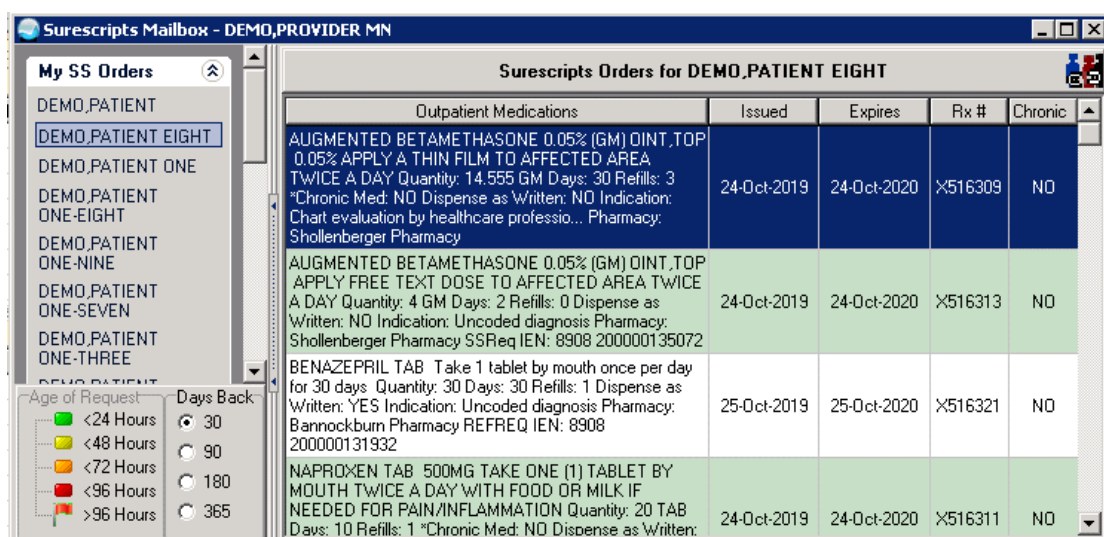 Surescripts Mailbox - DEMO,PROVIDER MN
My SS Orders
DEMO,PATIENT
DEMO,PATIENT EIGHT
DEMO,PATIENT ONE
DEMO,PATIENT
ONE-EIGHT
DEMO,PATIENT
ONE-NINE
DEMO,PATIENT
ONE-SEVEN
DEMO,PATIENT
ONE-THREE
DEMO,PATIENT
Age of Request
<24 Hours
<48 Hours
<72 Hours
<96 Hours
>96 Hours
Days Back
30
90
180
365
Surescripts Orders for DEMO,PATIENT EIGHT
Outpatient Medications Issued Expires Rx # Chronic
AUGMENTED BETAMETHASONE 0.05% (GM) OINT,TOP
0.05% APPLY A THIN FILM TO AFFECTED AREA
TWICE A DAY Quantity: 14.555 GM Days: 30 Refills: 3
*Chronic Med: NO Dispense as Written: NO Indication:
Chart evaluation by healthcare professio... Pharmacy:
Shollenberger Pharmacy
24-Oct-2019 24-Oct-2020 X516309 NO
AUGMENTED BETAMETHASONE 0.05% (GM) OINT,TOP
APPLY FREE TEXT DOSE TO AFFECTED AREA TWICE
A DAY Quantity: 4 GM Days: 2 Refills: 0 Dispense as
Written: NO Indication: Uncoded diagnosis Pharmacy:
Shollenberger Pharmacy SSReq IEN: 8908 200000135072
24-Oct-2019 24-Oct-2020 X516313 NO
BENAZEPRIL TAB Take 1 tablet by mouth once per day
for 30 days Quantity: 30 Days: 30 Refills: 1 Dispense as
Written: YES Indication: Uncoded diagnosis Pharmacy:
Bannockburn Pharmacy REFREQ IEN: 8908
200000131932
25-Oct-2019 25-Oct-2020 X516321 NO
NAPROXEN TAB 500MG TAKE ONE (1) TABLET BY
MOUTH TWICE A DAY WITH FOOD OR MILK IF
NEEDED FOR PAIN/INFLAMMATION Quantity: 20 TAB
Days: 10 Refills: 1 *Chronic Med: NO Dispense as Written:
24-Oct-2019 24-Oct-2020 X516311 NO